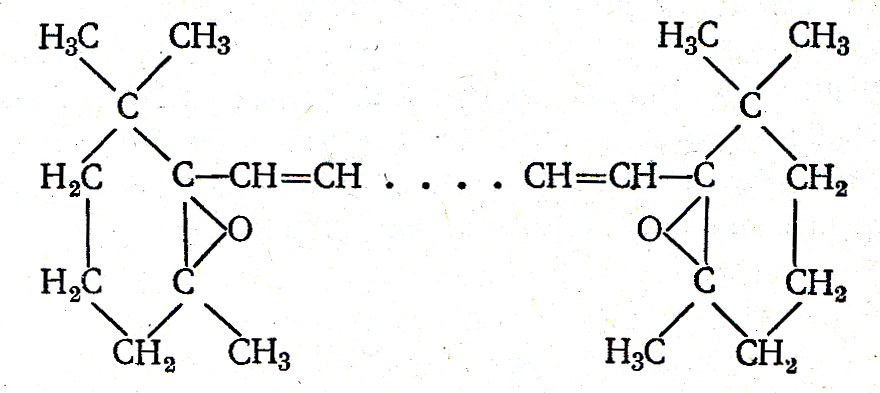 H₃C CH₃ H₃C CH₃
C C
H₂C C—CH=CH . . . . . CH=CH—C CH₂
O O
H₂C C C CH₂
CH₂ CH₃ H₃C CH₂